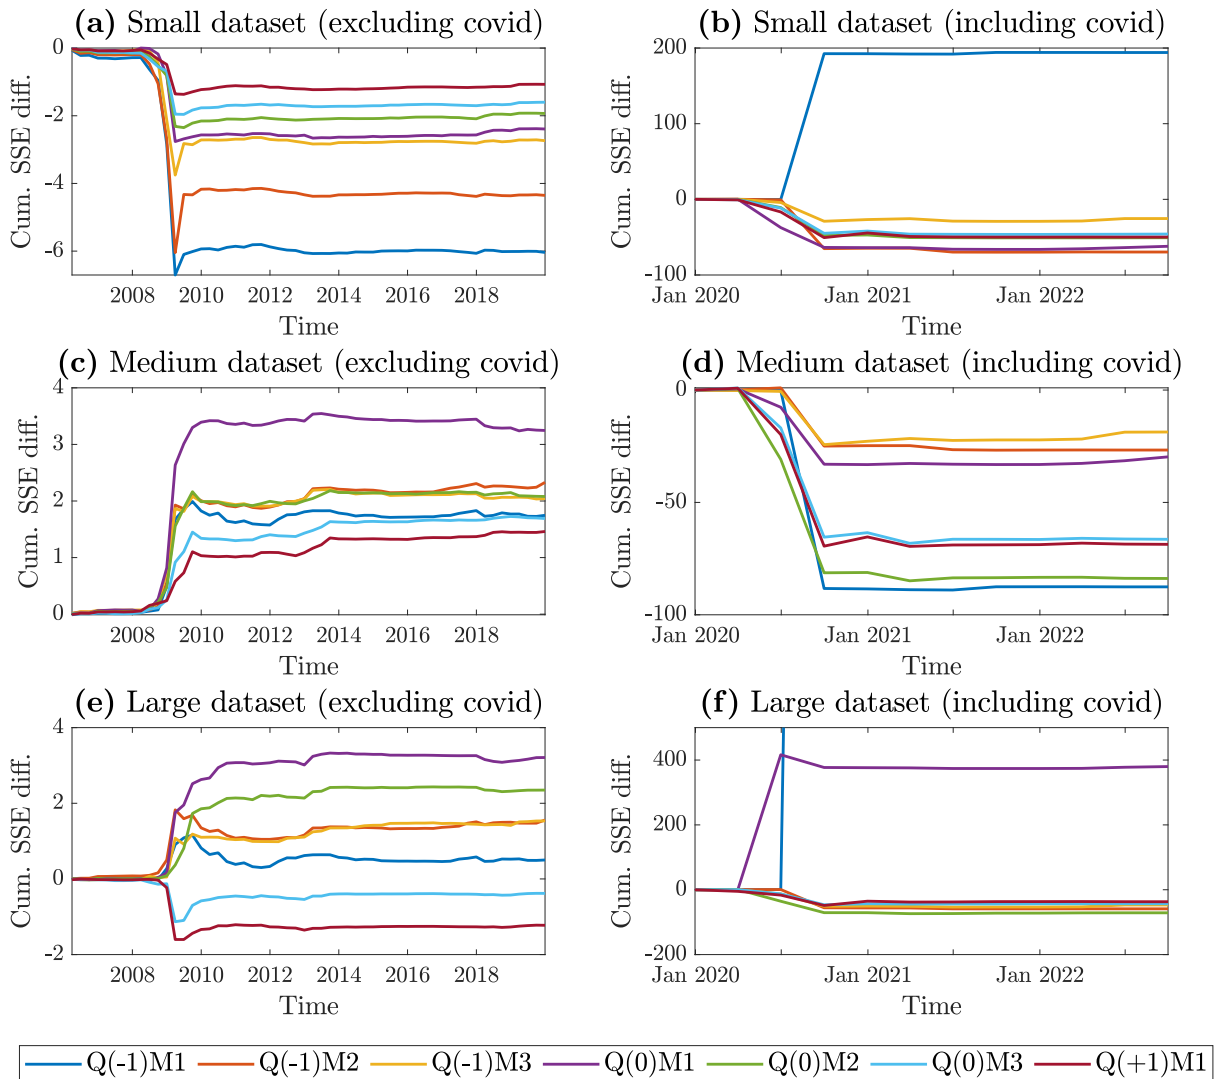 (a) Small dataset (excluding covid)
Cum. SSE diff.
0
-2
-4
-6
2008 2010 2012 2014 2016 2018
Time
(b) Small dataset (including covid)
Cum. SSE diff.
200
100
0
-100
Jan 2020 Jan 2021 Jan 2022
Time
(c) Medium dataset (excluding covid)
Cum. SSE diff.
4
3
2
1
0
2008 2010 2012 2014 2016 2018
Time
(d) Medium dataset (including covid)
Cum. SSE diff.
0
-50
-100
Jan 2020 Jan 2021 Jan 2022
Time
(e) Large dataset (excluding covid)
Cum. SSE diff.
4
2
0
-2
2008 2010 2012 2014 2016 2018
Time
(f) Large dataset (including covid)
Cum. SSE diff.
400
200
0
-200
Jan 2020 Jan 2021 Jan 2022
Time
Q(-1)M1 Q(-1)M2 Q(-1)M3 Q(0)M1 Q(0)M2 Q(0)M3 Q(+1)M1